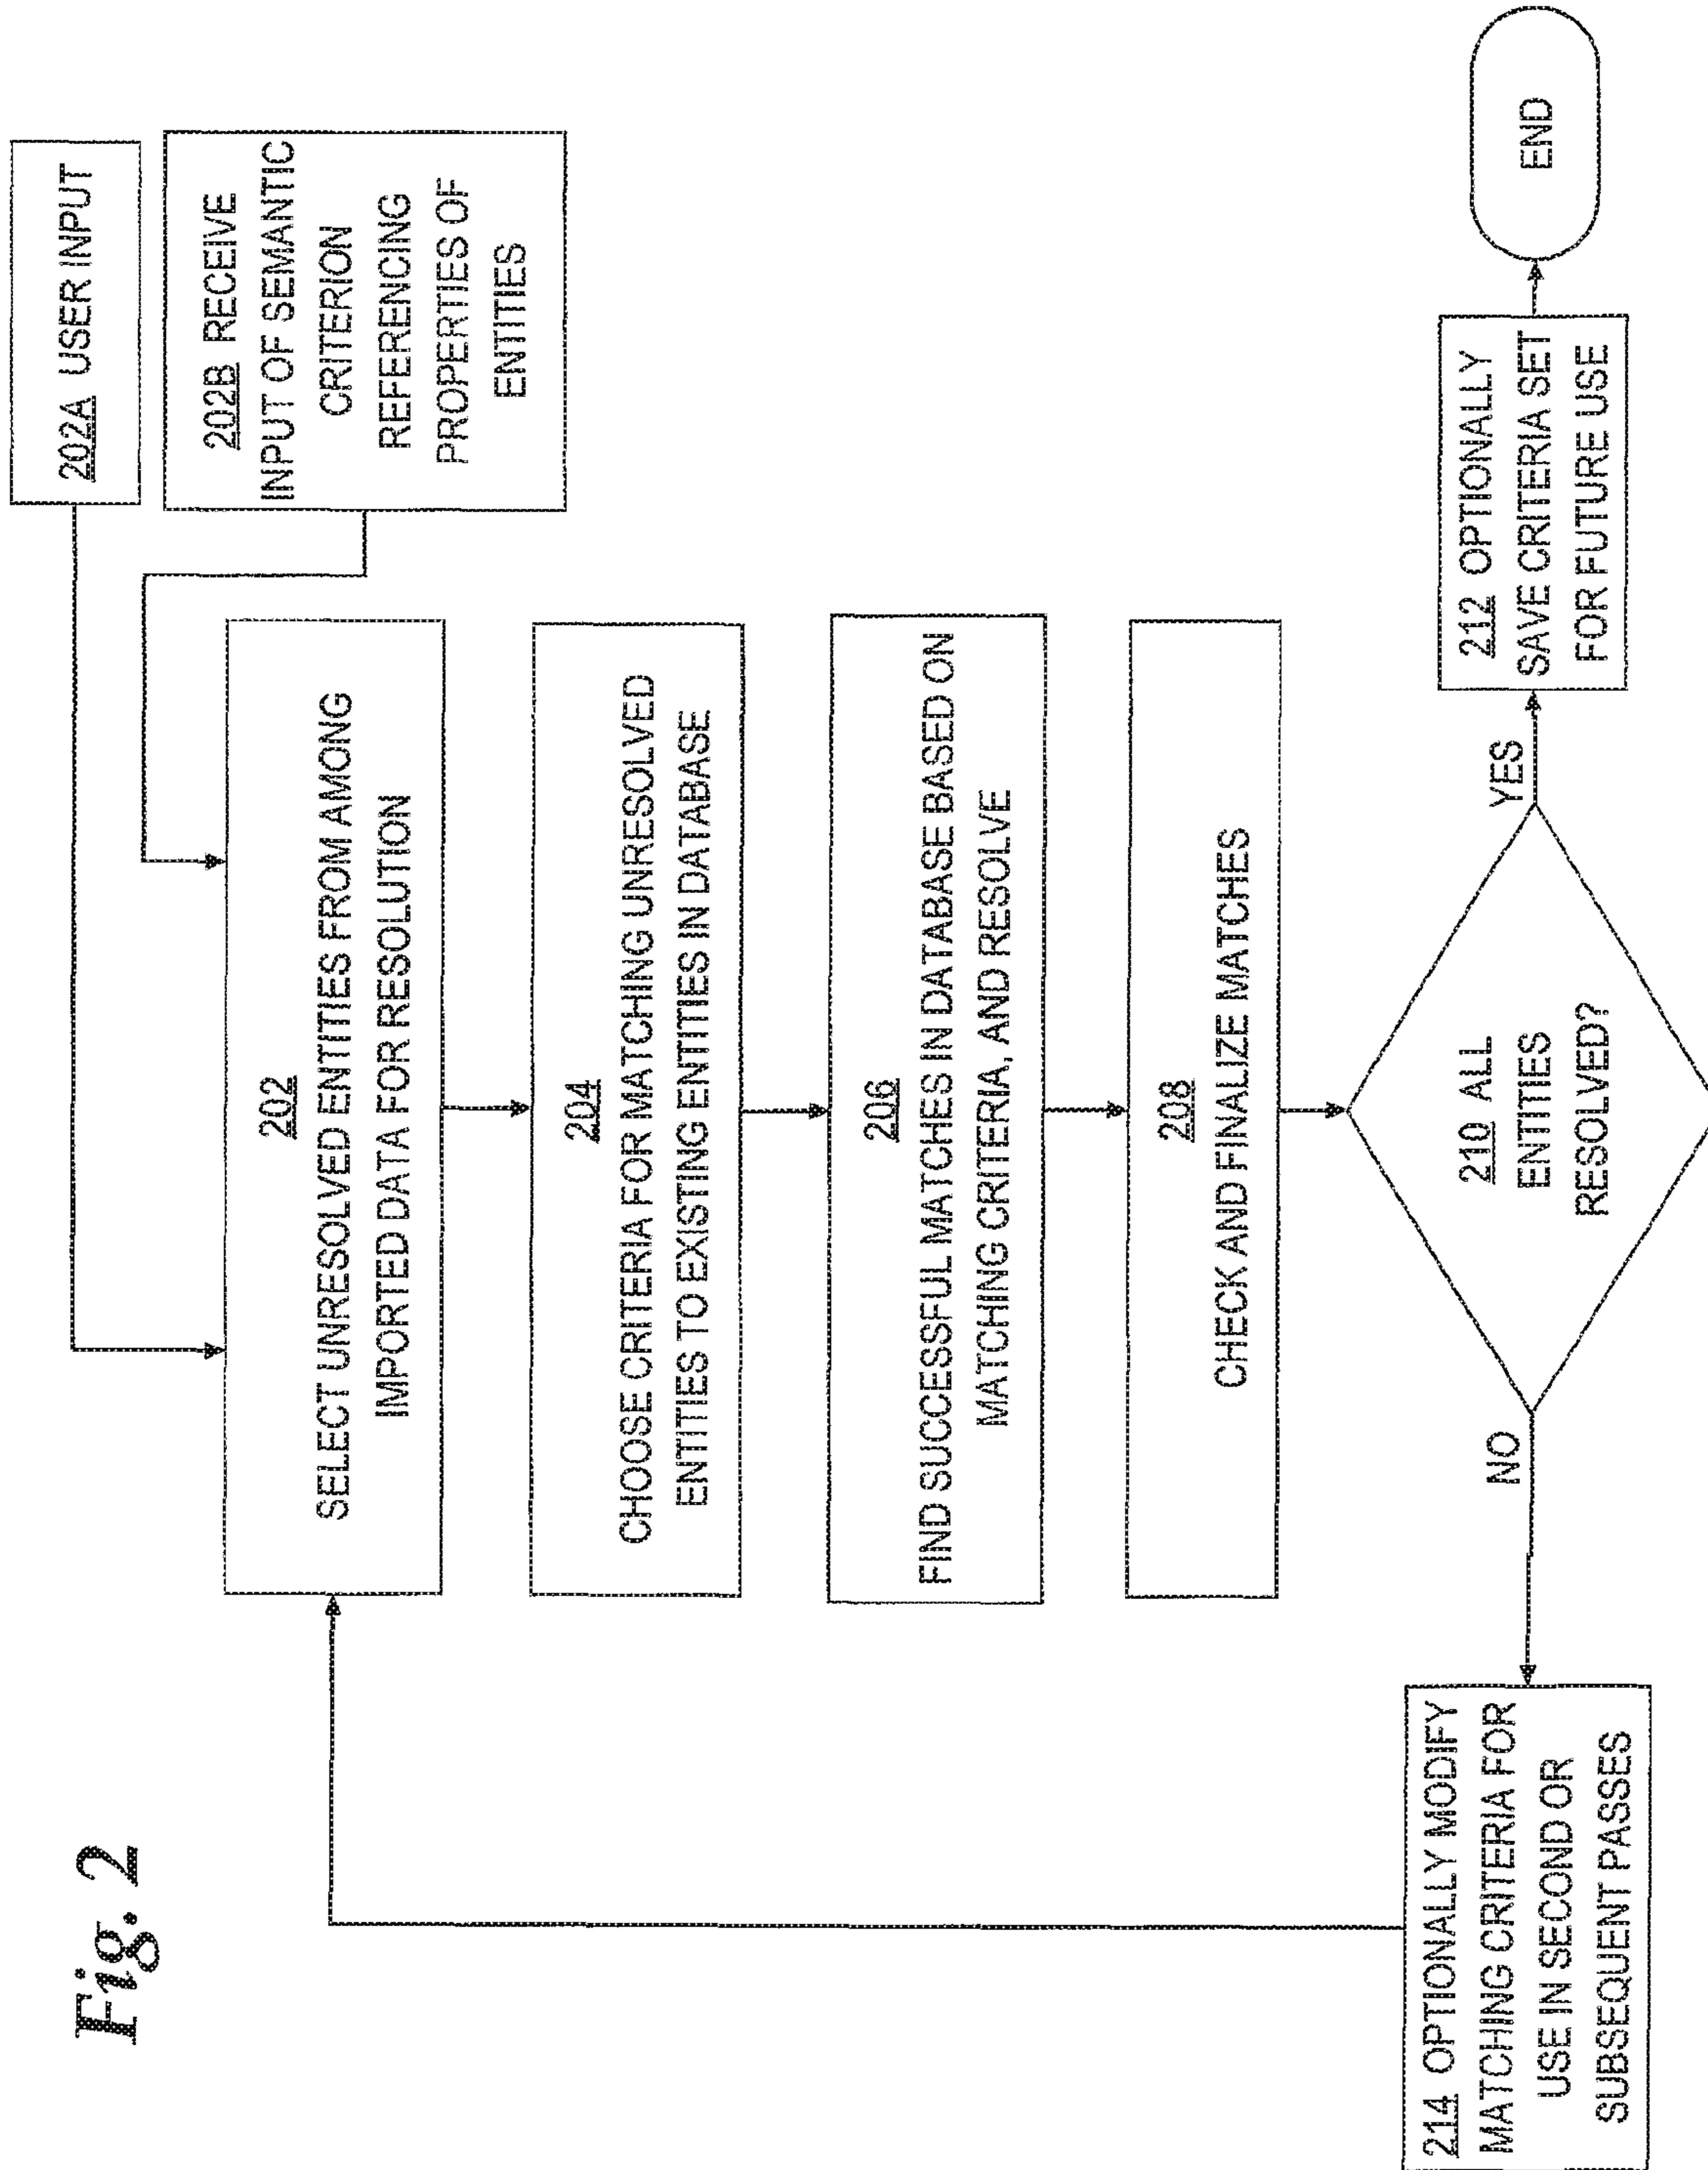 Fig. 2
202A USER INPUT
202B RECEIVE
INPUT OF SEMANTIC
CRITERION
REFERENCING
PROPERTIES OF
ENTITIES
202
SELECT UNRESOLVED ENTITIES FROM AMONG
IMPORTED DATA FOR RESOLUTION
204
CHOOSE CRITERIA FOR MATCHING UNRESOLVED
ENTITIES TO EXISTING ENTITIES IN DATABASE
206
FIND SUCCESSFUL MATCHES IN DATABASE BASED ON
MATCHING CRITERIA, AND RESOLVE
208
CHECK AND FINALIZE MATCHES
210 ALL
ENTITIES
RESOLVED?
NO
YES
214 OPTIONALLY MODIFY
MATCHING CRITERIA FOR
USE IN SECOND OR
SUBSEQUENT PASSES
212 OPTIONALLY
SAVE CRITERIA SET
FOR FUTURE USE
END